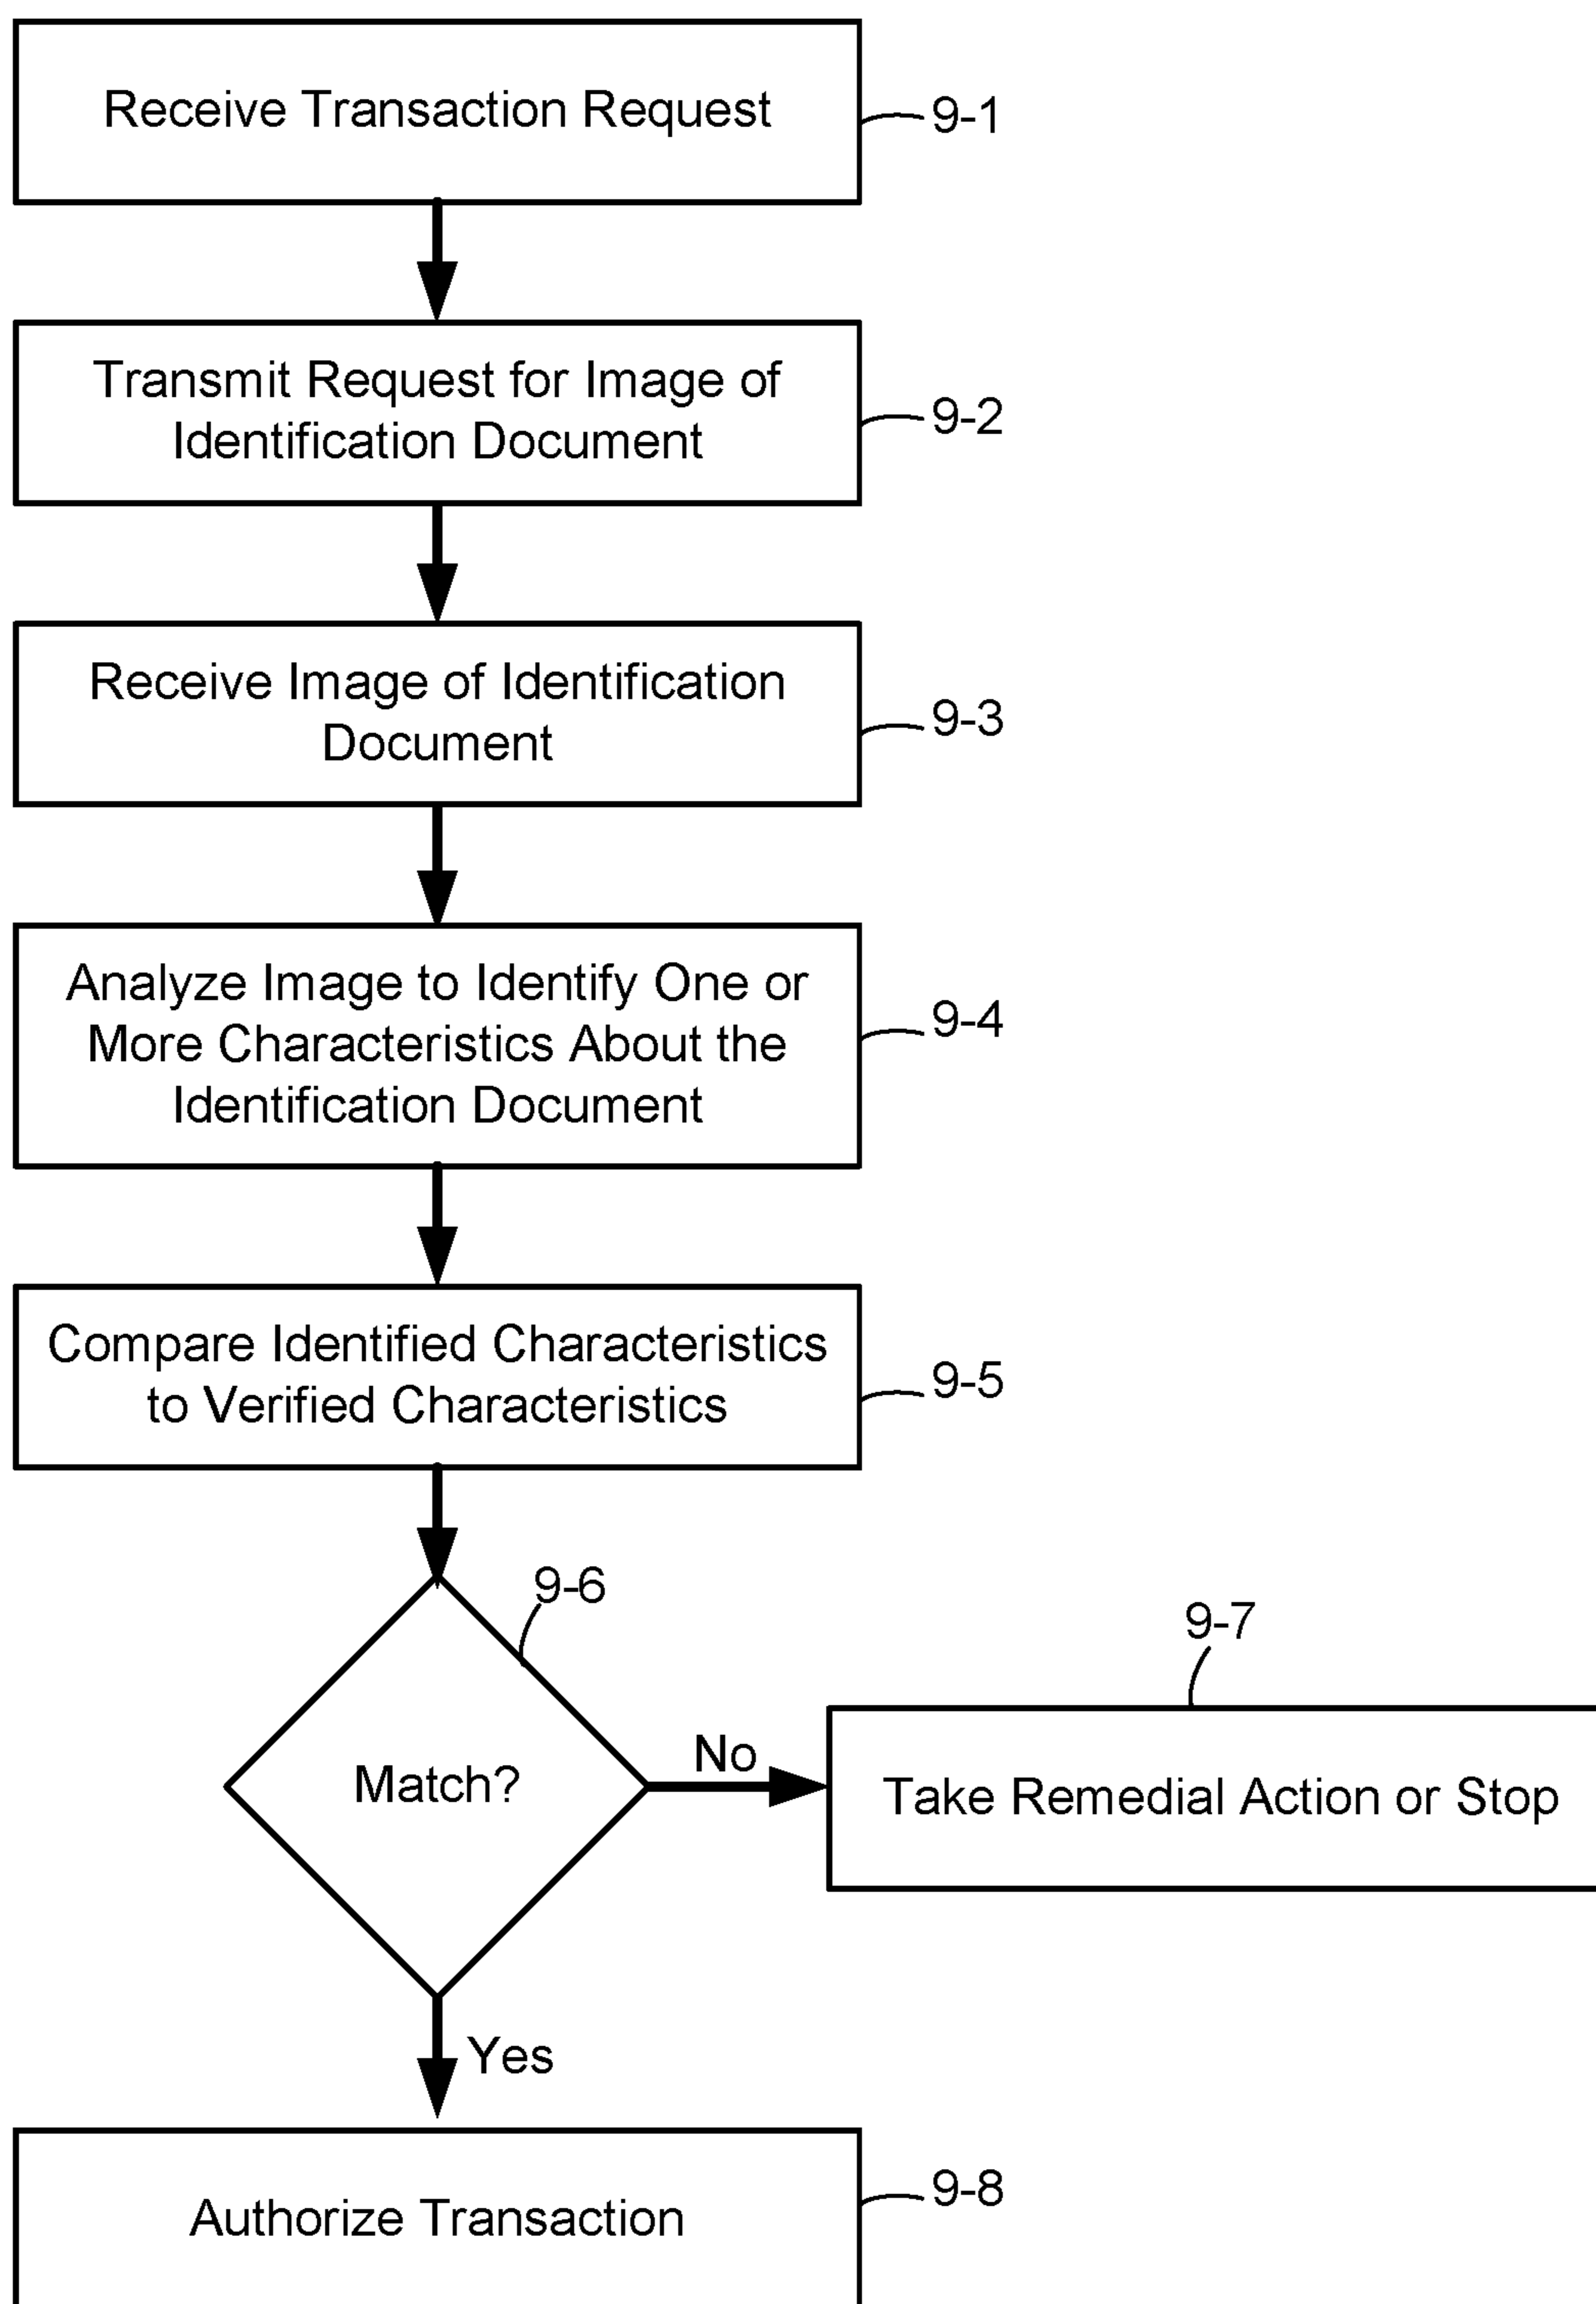 Receive Transaction Request
9-1
Transmit Request for Image of
Identification Document
9-2
Receive Image of Identification
Document
9-3
Analyze Image to Identify One or
More Characteristics About the
Identification Document
9-4
Compare Identified Characteristics
to Verified Characteristics
9-5
9-6
Match?
No
9-7
Take Remedial Action or Stop
Yes
Authorize Transaction
9-8